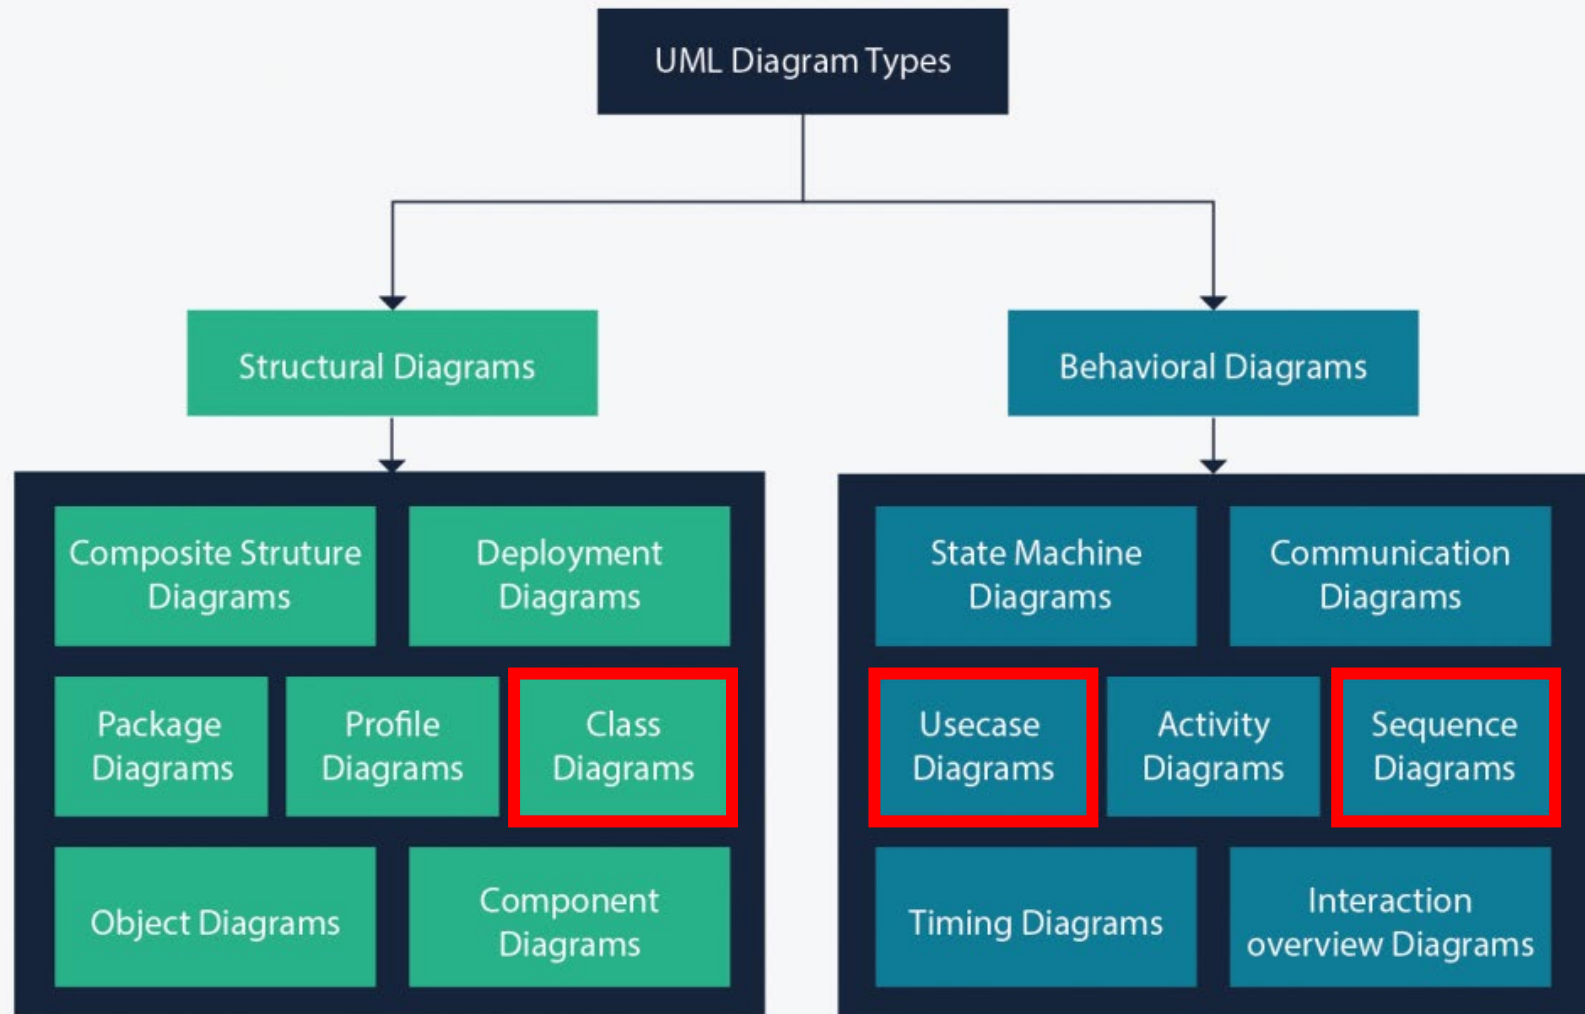 UML Diagram Types
Structural Diagrams
Behavioral Diagrams
Composite Struture
Diagrams
Deployment
Diagrams
Package
Diagrams
Profile
Diagrams
Class
Diagrams
Object Diagrams
Component
Diagrams
State Machine
Diagrams
Communication
Diagrams
Usecase
Diagrams
Activity
Diagrams
Sequence
Diagrams
Timing Diagrams
Interaction
overview Diagrams